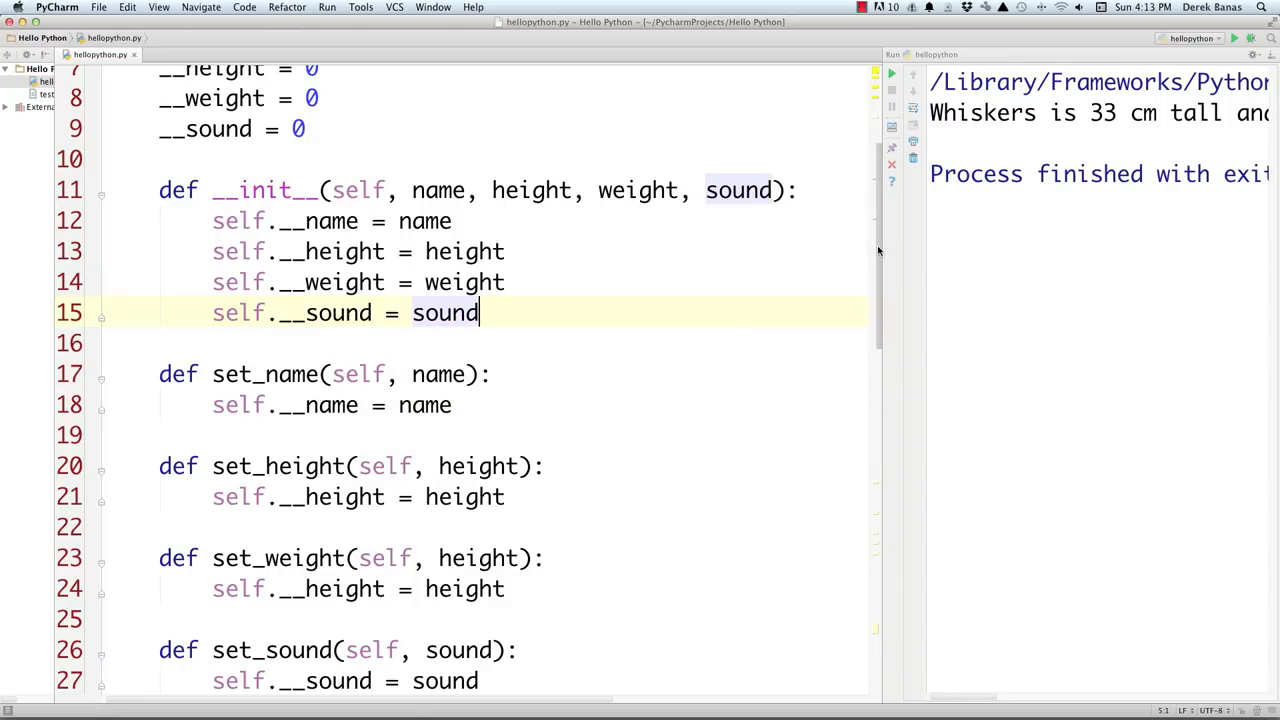 PyCharm File Edit View Navigate Code Refactor Run Tools VCS Window Help 10 Sun 4:13 PM Derek Banas
hellopython.py - Hello Python - [~/PycharmProjects/Hello Python]
Hello Python hellopython.py hellopython
hellopython.py Run hellopython
Hello P
hell
test
Externa
7 __height = 0
8 __weight = 0
9 __sound = 0
10
11 def __init__(self, name, height, weight, sound):
12 self.__name = name
13 self.__height = height
14 self.__weight = weight
15 self.__sound = sound
16
17 def set_name(self, name):
18 self.__name = name
19
20 def set_height(self, height):
21 self.__height = height
22
23 def set_weight(self, height):
24 self.__height = height
25
26 def set_sound(self, sound):
27 self.__sound = sound
/Library/Frameworks/Python
Whiskers is 33 cm tall and
Process finished with exit
5:1 LF UTF-8